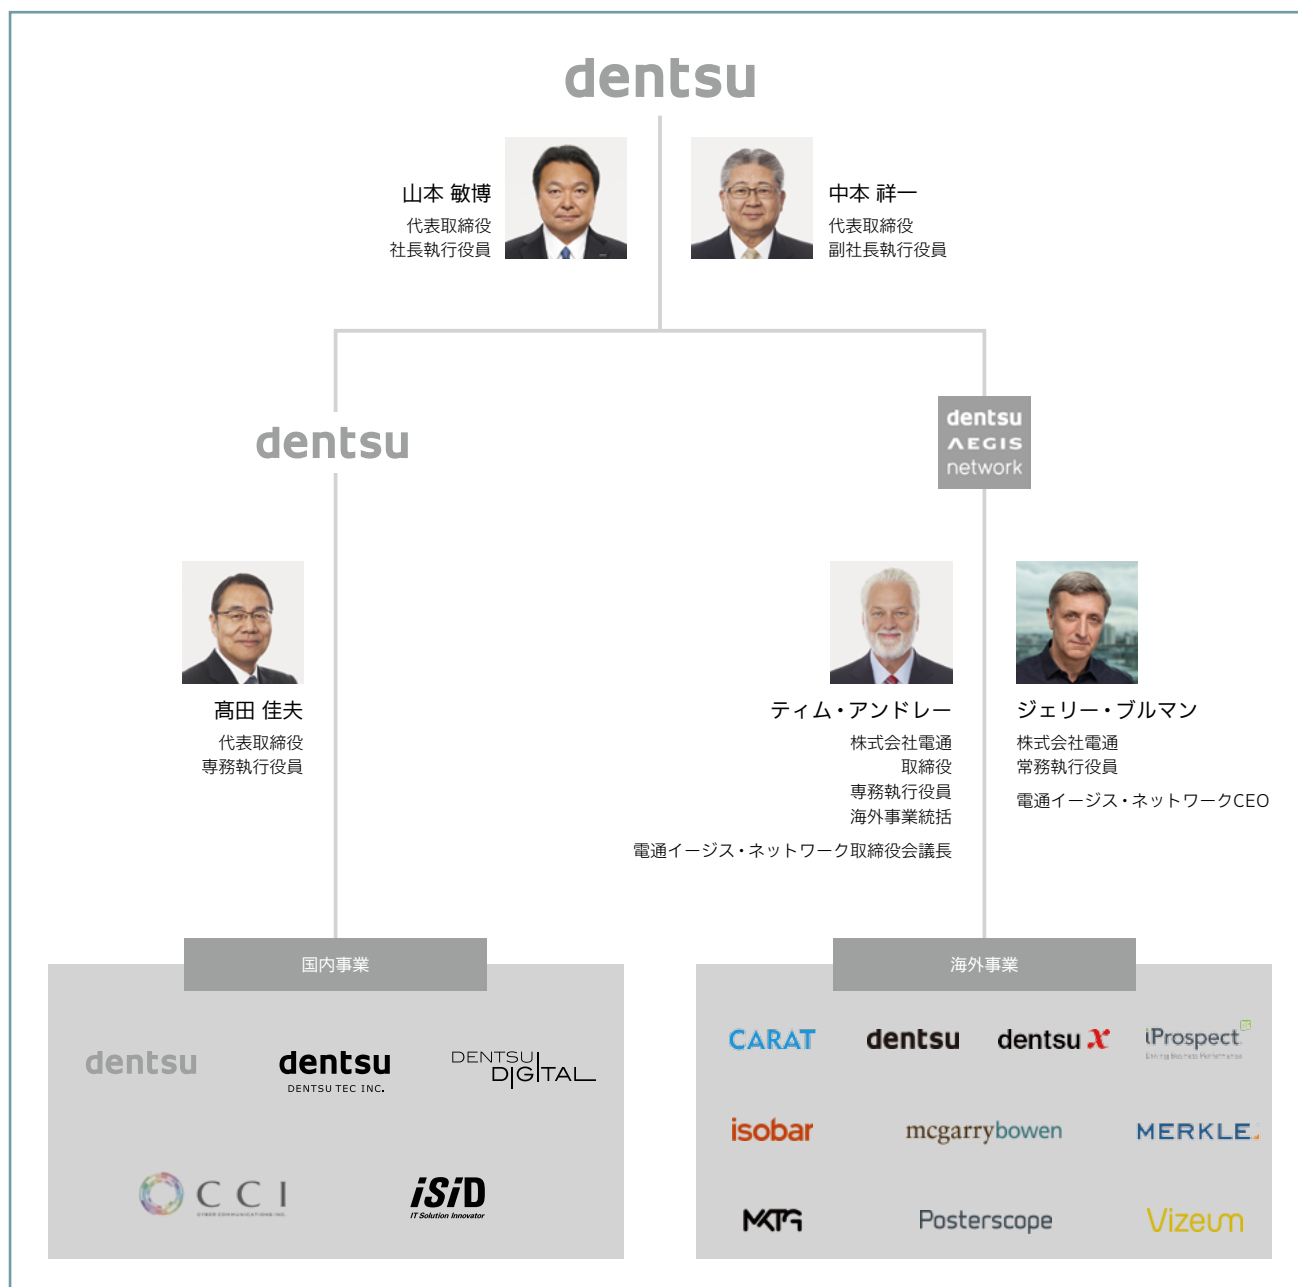 dentsu
山本 敏博
代表取締役
社長執行役員
中本 祥一
代表取締役
副社長執行役員
dentsu
dentsu
AEGIS
network
髙田 佳夫
代表取締役
専務執行役員
ティム・アンドレー
株式会社電通
取締役
専務執行役員
海外事業統括
電通イージス・ネットワーク取締役会議長
ジェリー・ブルマン
株式会社電通
常務執行役員
電通イージス・ネットワークCEO
国内事業
dentsu
dentsu
DENTSU TEC INC.
DENTSU
DIGITAL
CCI
CYBER COMMUNICATIONS INC.
iSiD
IT Solution Innovator
海外事業
CARAT
dentsu
dentsu X
iProspect
Driving Business Performance
isobar
mcgarrybowen
MERKLE
MKTG
Posterscope
Vizeum